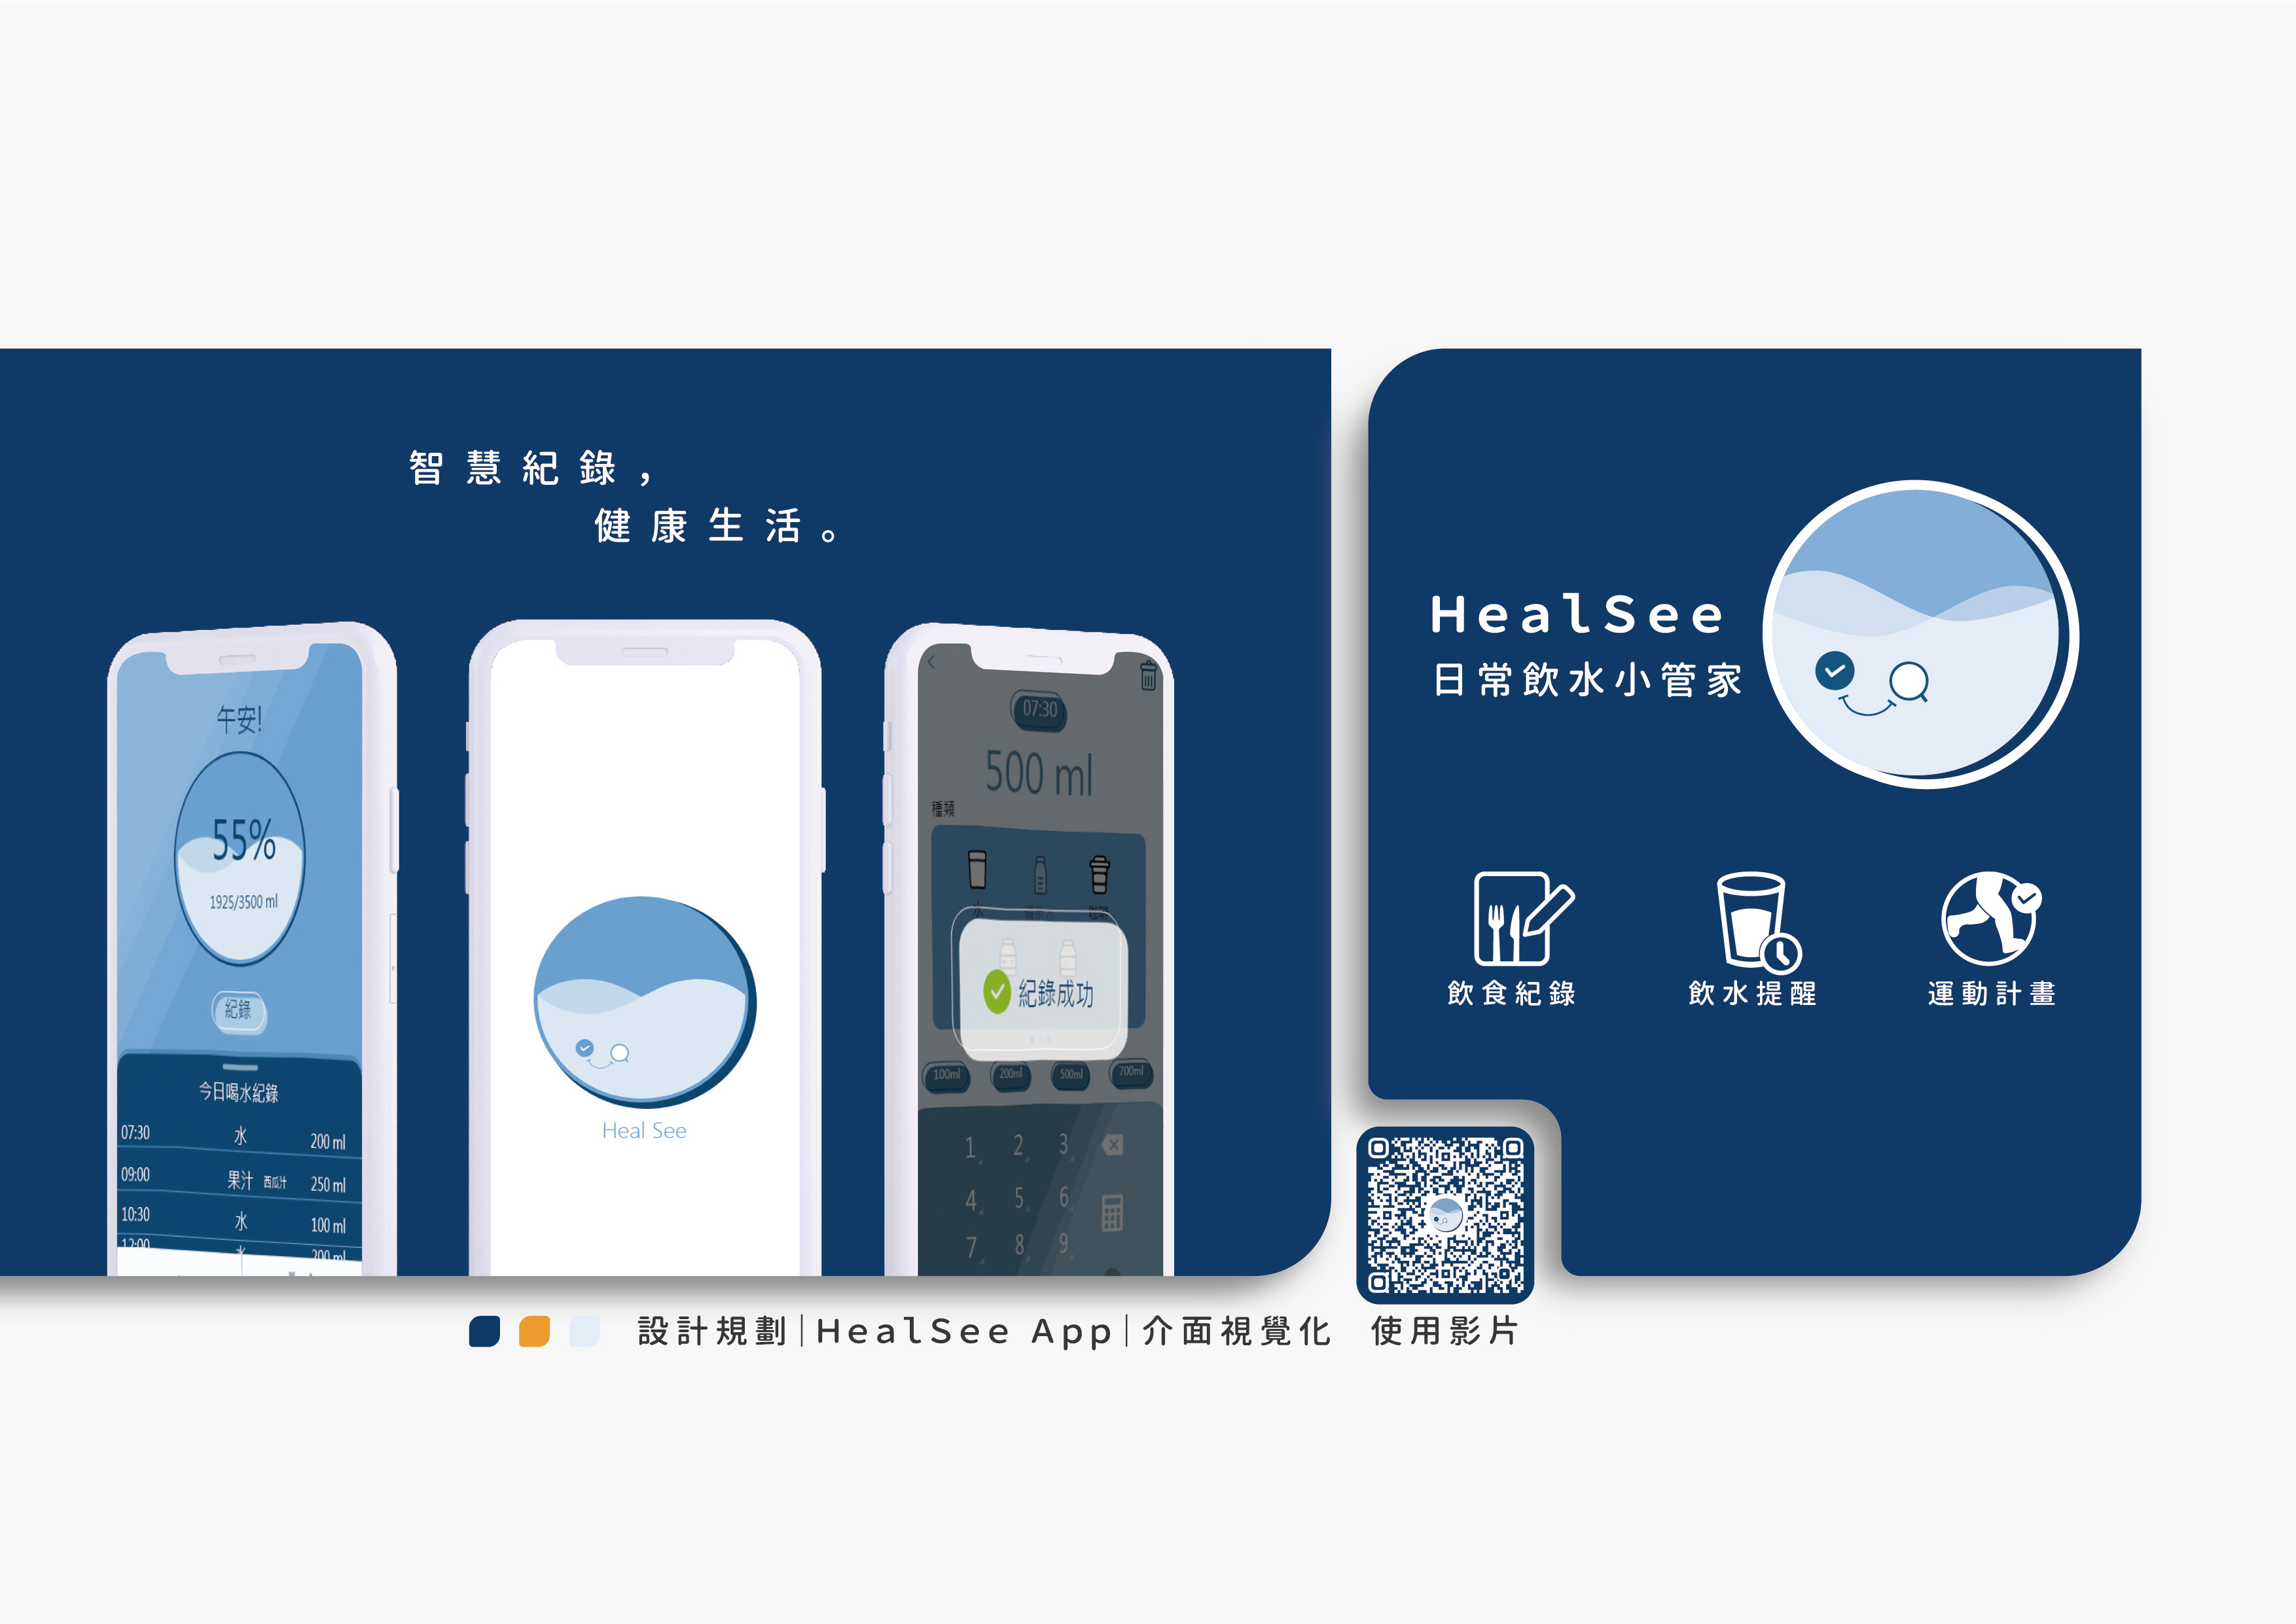 智慧紀錄，
健康生活。
午安!
55%
1925/3500 ml
紀錄
今日喝水紀錄
07:30 水 200 ml
09:00 果汁 西瓜汁 250 ml
10:30 水 100 ml
12:00 水 200 ml
Heal See
07:30
500 ml
種類
水 咖啡
紀錄成功
100ml 200ml 500ml 700ml
1 2 3
4 5 6
7 8 9
HealSee
日常飲水小管家
飲食紀錄 飲水提醒 運動計畫
設計規劃|HealSee App|介面視覺化 使用影片